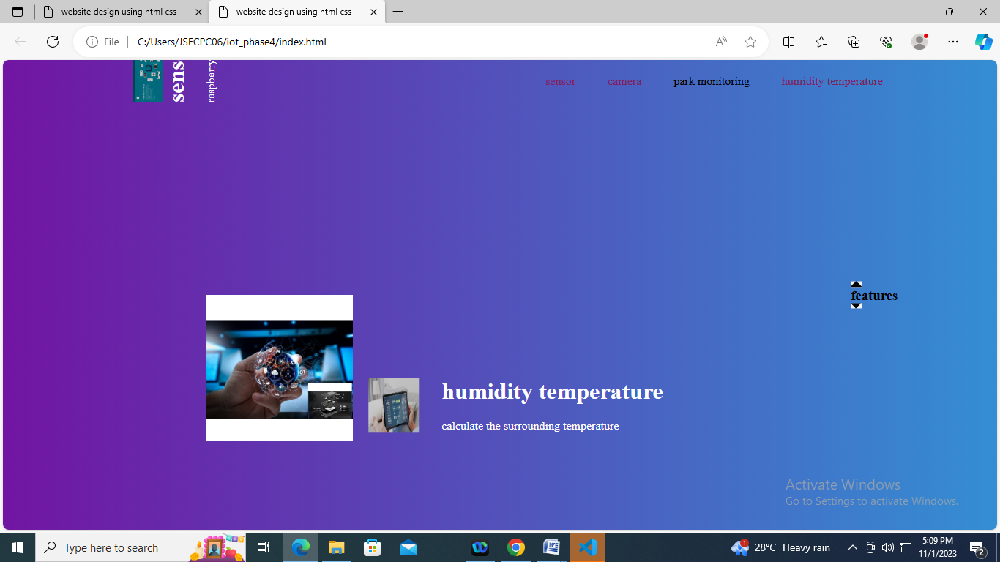 website design using html css
website design using html css
File
C:/Users/JSECPC06/iot_phase4/index.html
sens
raspberry
sensor
camera
park monitoring
humidity temperature
features
IOT
humidity temperature
calculate the surrounding temperature
Activate Windows
Go to Settings to activate Windows.
Type here to search
1
28°C Heavy rain
5:09 PM
11/1/2023
2